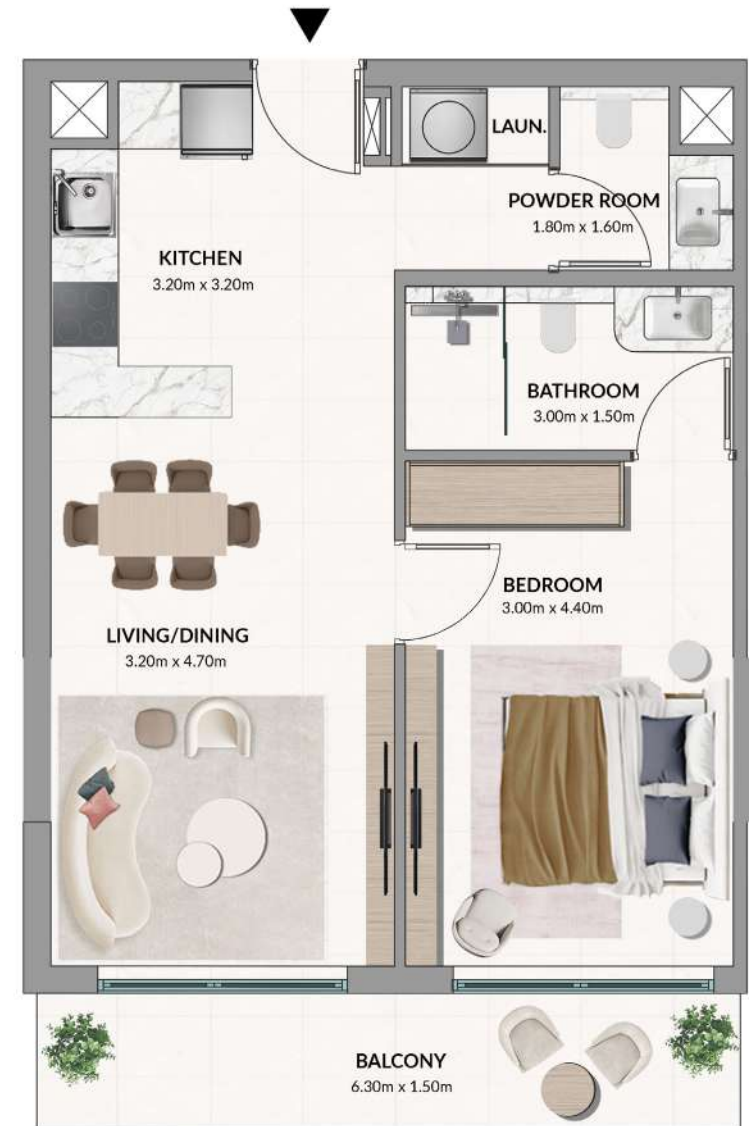 LAUN.
POWDER ROOM
1.80m x 1.60m
KITCHEN
3.20m x 3.20m
BATHROOM
3.00m x 1.50m
BEDROOM
3.00m x 4.40m
LIVING/DINING
3.20m x 4.70m
BALCONY
6.30m x 1.50m